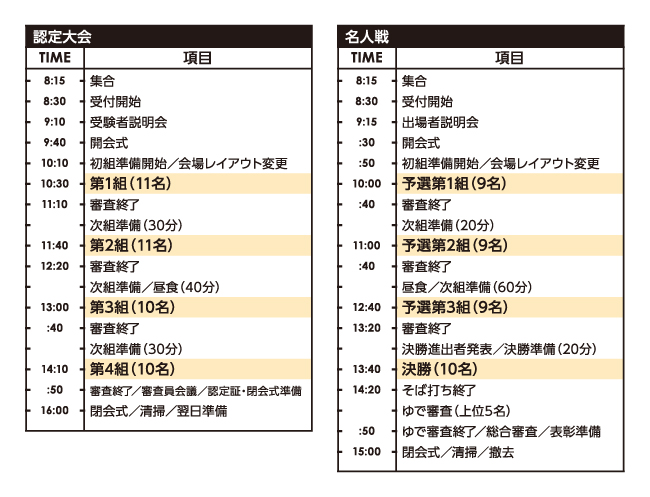 認定大会
TIME 項目
8:15 集合
8:30 受付開始
9:10 受験者説明会
9:40 開会式
10:10 初組準備開始／会場レイアウト変更
10:30 第1組（11名）
11:10 審査終了
次組準備（30分）
11:40 第2組（11名）
12:20 審査終了
次組準備／昼食（40分）
13:00 第3組（10名）
:40 審査終了
次組準備（30分）
14:10 第4組（10名）
:50 審査終了／審査員会議／認定証・閉会式準備
16:00 閉会式／清掃／翌日準備
名人戦
TIME 項目
8:15 集合
8:30 受付開始
9:15 出場者説明会
:30 開会式
:50 初組準備開始／会場レイアウト変更
10:00 予選第1組（9名）
:40 審査終了
次組準備（20分）
11:00 予選第2組（9名）
:40 審査終了
昼食／次組準備（60分）
12:40 予選第3組（9名）
13:20 審査終了
決勝進出者発表／決勝準備（20分）
13:40 決勝（10名）
14:20 そば打ち終了
ゆで審査（上位5名）
:50 ゆで審査終了／総合審査／表彰準備
15:00 閉会式／清掃／撤去